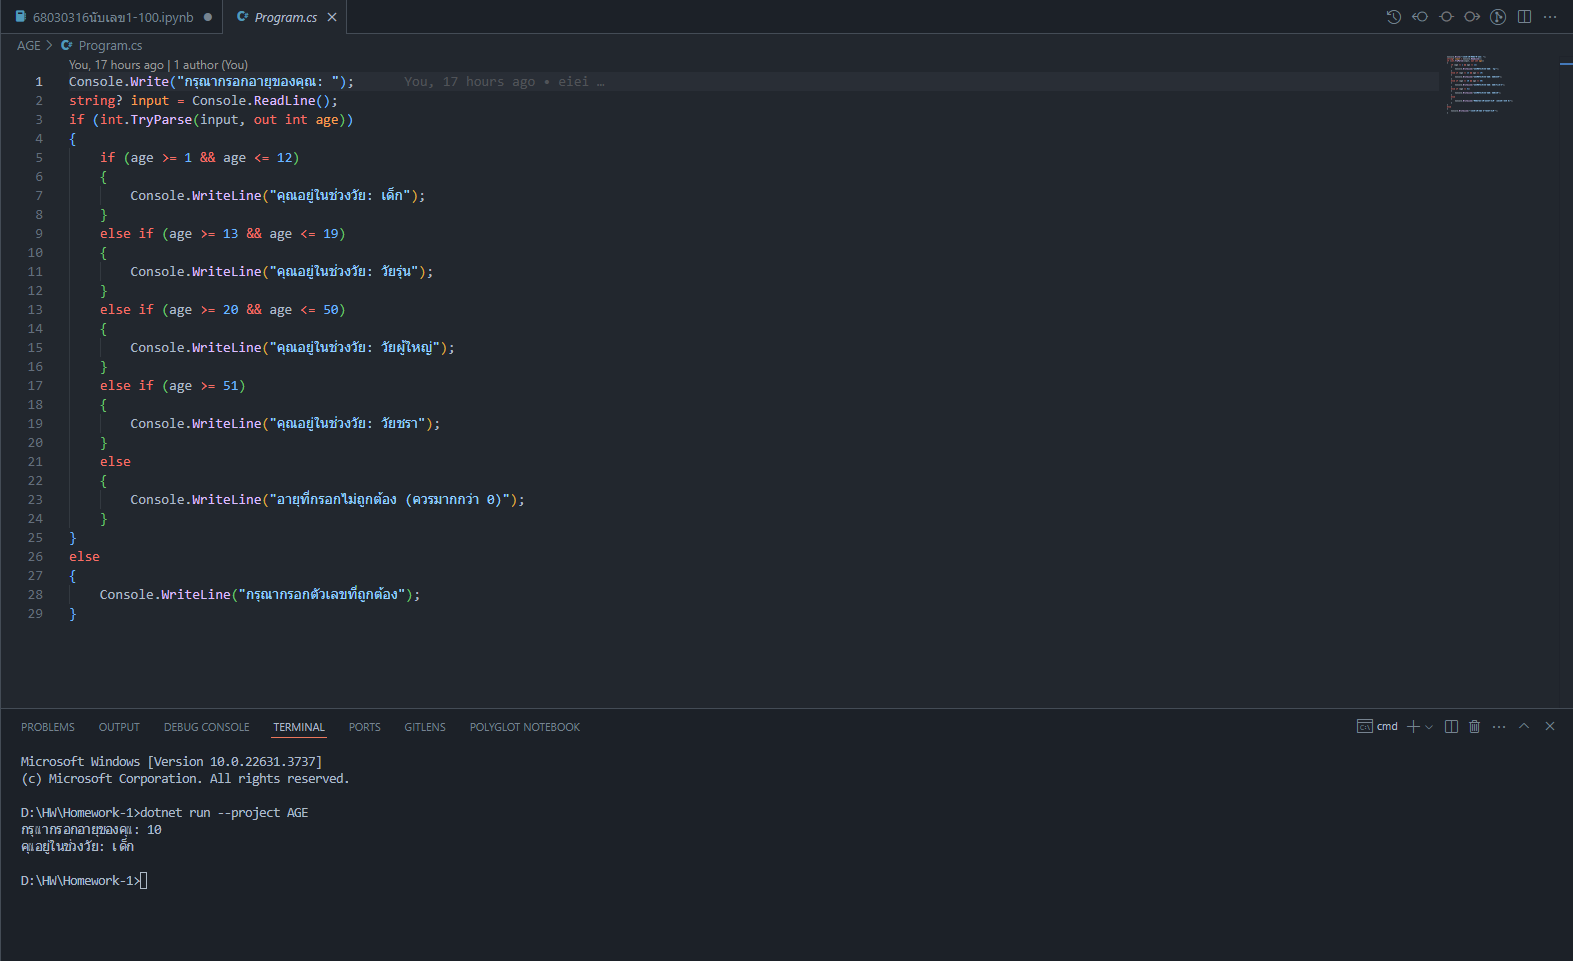 68030316นับเลข1-100.ipynb
Program.cs
AGE > Program.cs
You, 17 hours ago | 1 author (You)
1 Console.Write("กรุณากรอกอายุของคุณ: "); You, 17 hours ago • eiei …
2 string? input = Console.ReadLine();
3 if (int.TryParse(input, out int age))
4 {
5 if (age >= 1 && age <= 12)
6 {
7 Console.WriteLine("คุณอยู่ในช่วงวัย: เด็ก");
8 }
9 else if (age >= 13 && age <= 19)
10 {
11 Console.WriteLine("คุณอยู่ในช่วงวัย: วัยรุ่น");
12 }
13 else if (age >= 20 && age <= 50)
14 {
15 Console.WriteLine("คุณอยู่ในช่วงวัย: วัยผู้ใหญ่");
16 }
17 else if (age >= 51)
18 {
19 Console.WriteLine("คุณอยู่ในช่วงวัย: วัยชรา");
20 }
21 else
22 {
23 Console.WriteLine("อายุที่กรอกไม่ถูกต้อง (ควรมากกว่า 0)");
24 }
25 }
26 else
27 {
28 Console.WriteLine("กรุณากรอกตัวเลขที่ถูกต้อง");
29 }
PROBLEMS OUTPUT DEBUG CONSOLE TERMINAL PORTS GITLENS POLYGLOT NOTEBOOK cmd
Microsoft Windows [Version 10.0.22631.3737]
(c) Microsoft Corporation. All rights reserved.
D:\HW\Homework-1>dotnet run --project AGE
กรุณากรอกอายุของคุณ: 10
คุณอยู่ในช่วงวัย: เด็ก
D:\HW\Homework-1>